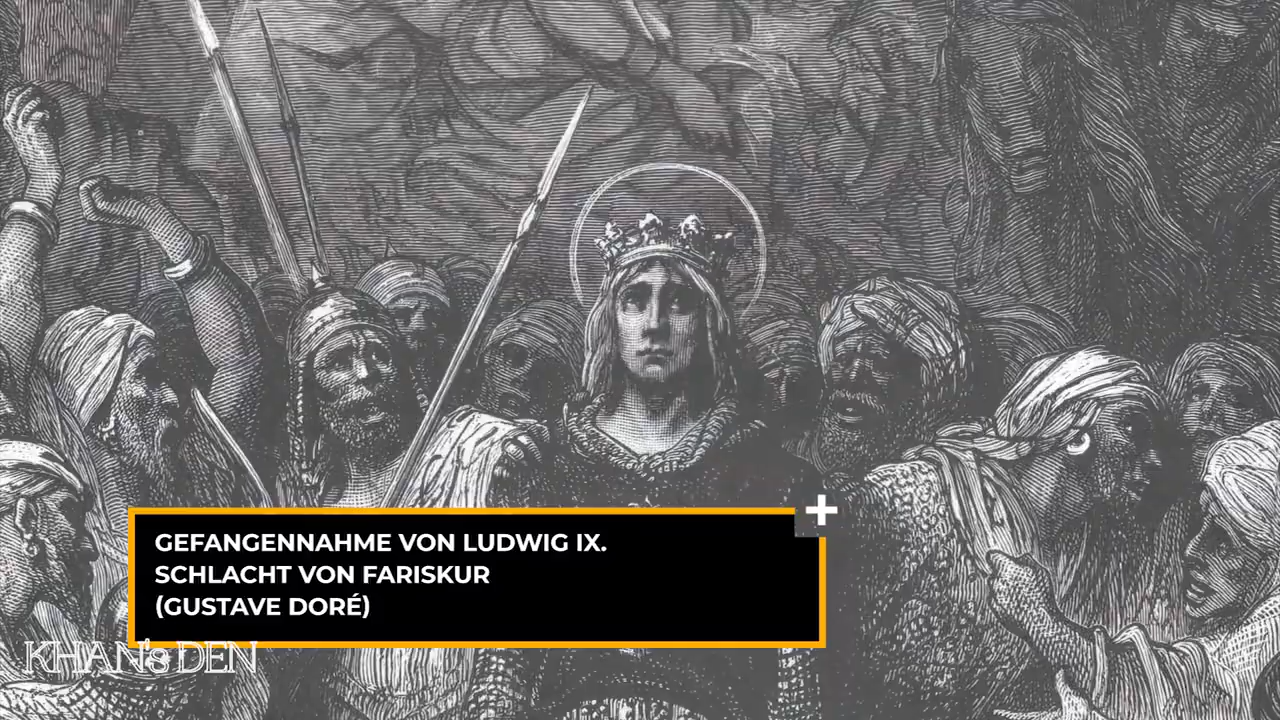 GEFANGENNAHME VON LUDWIG IX.
SCHLACHT VON FARISKUR
(GUSTAVE DORÉ)
KHAN's DEN